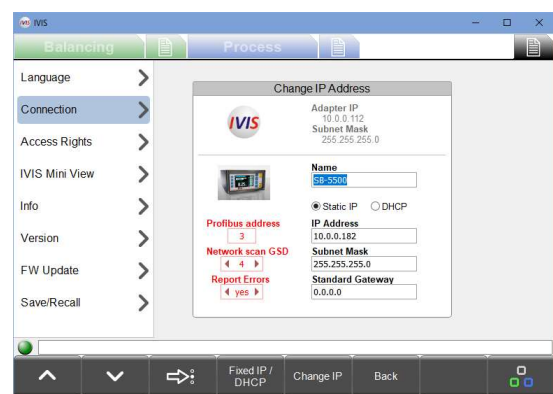 IVIS IVIS
Balancing Process
Language
Connection
Access Rights
IVIS Mini View
Info
Version
FW Update
Save/Recall
Change IP Address
IVIS
Adapter IP
10.0.0.112
Subnet Mask
255.255.255.0
Name
SB-5500
Static IP DHCP
Profibus address
3
Network scan GSD
4
Report Errors
yes
IP Address
10.0.0.182
Subnet Mask
255.255.255.0
Standard Gateway
0.0.0.0
Fixed IP /
DHCP
Change IP
Back